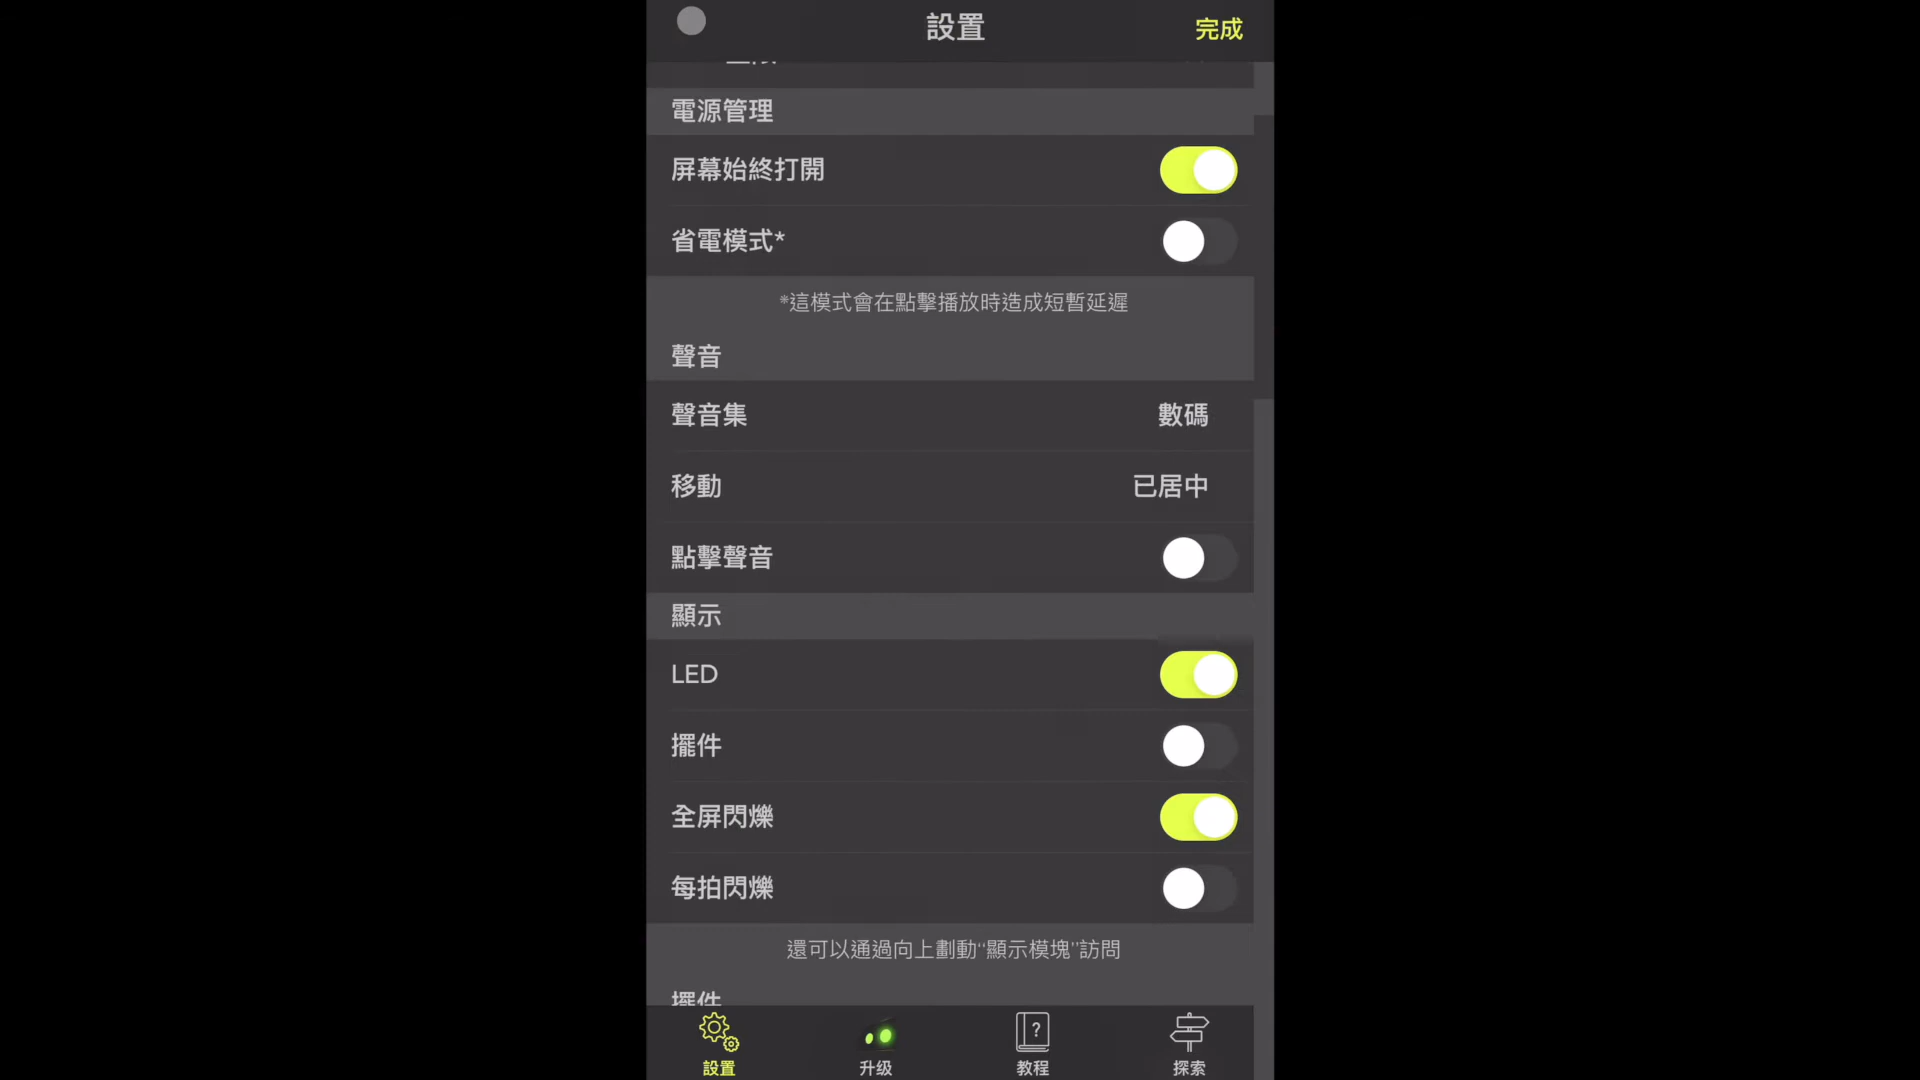 設置
完成
電源管理
屏幕始終打開
省電模式*
*這模式會在點擊播放時造成短暫延遲
聲音
聲音集 數碼
移動 已居中
點擊聲音
顯示
LED
擺件
全屏閃爍
每拍閃爍
還可以通過向上劃動“顯示模塊”訪問
擺件
設置 升级 教程 探索